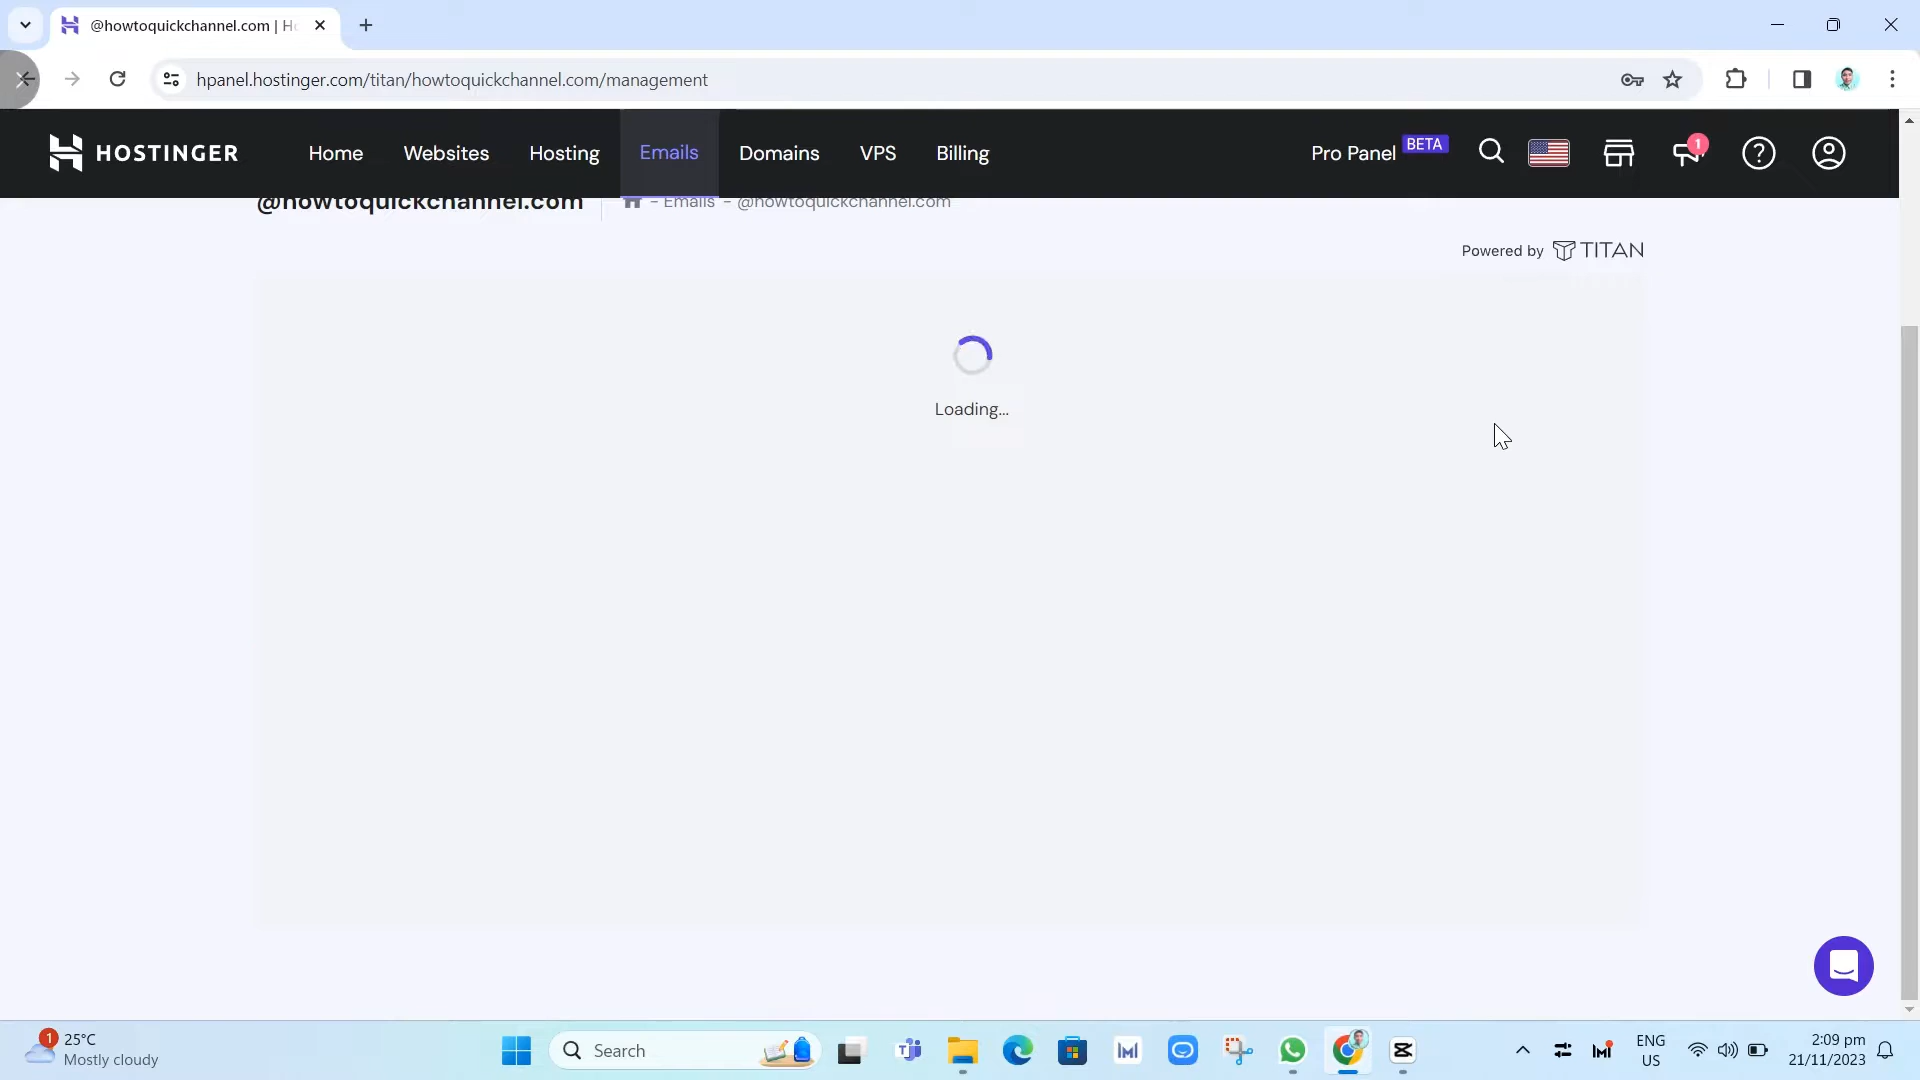 @howtoquickchannel.com | H
hpanel.hostinger.com/titan/howtoquickchannel.com/management
HOSTINGER
Home
Websites
Hosting
Emails
Domains
VPS
Billing
Pro Panel
BETA
1
@howtoquickchannel.com
- Emails - @howtoquickchannel.com
Powered by TITAN
Loading...
1
25°C
Mostly cloudy
Search
ENG
US
2:09 pm
21/11/2023